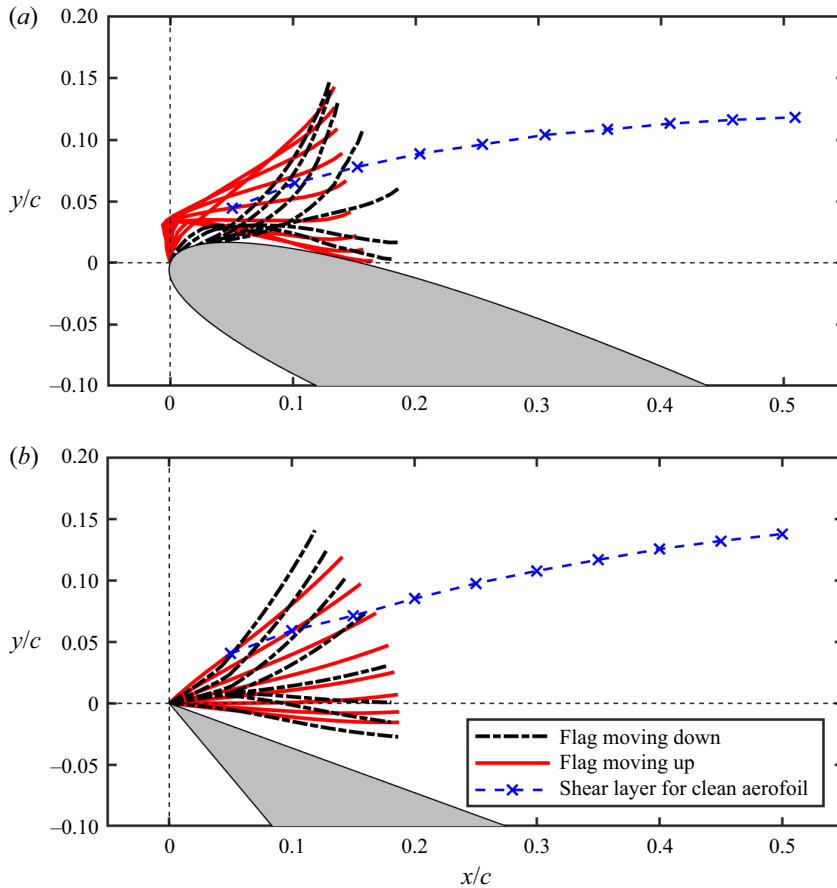 (a)
0.20
0.15
0.10
y/c
0.05
0
–0.05
–0.10
0 0.1 0.2 0.3 0.4 0.5
(b)
0.20
0.15
0.10
y/c
0.05
0
–0.05
–0.10
Flag moving down
Flag moving up
Shear layer for clean aerofoil
0 0.1 0.2 0.3 0.4 0.5
x/c